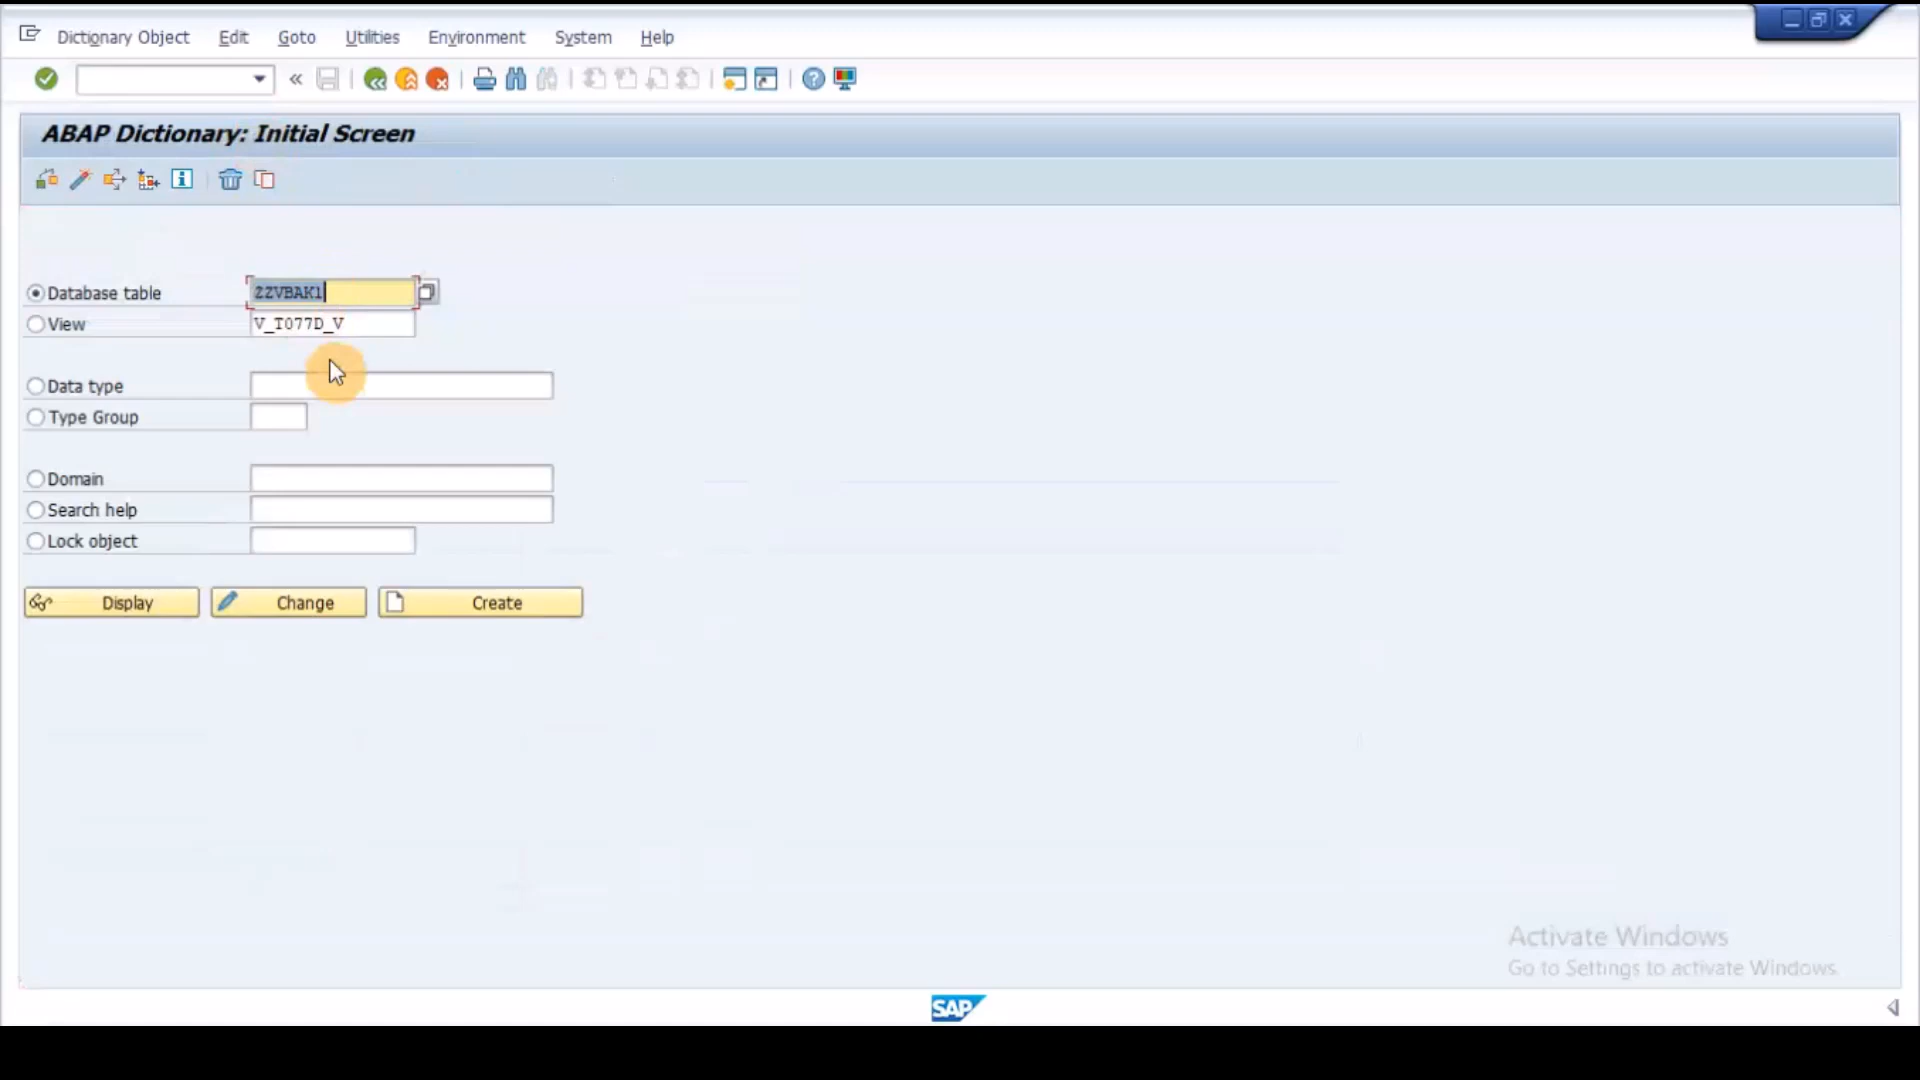 Dictionary Object Edit Goto Utilities Environment System Help
ABAP Dictionary: Initial Screen
Database table ZZVBAK1
View V_T077D_V
Data type
Type Group
Domain
Search help
Lock object
Display Change Create
Activate Windows
Go to Settings to activate Windows.
SAP